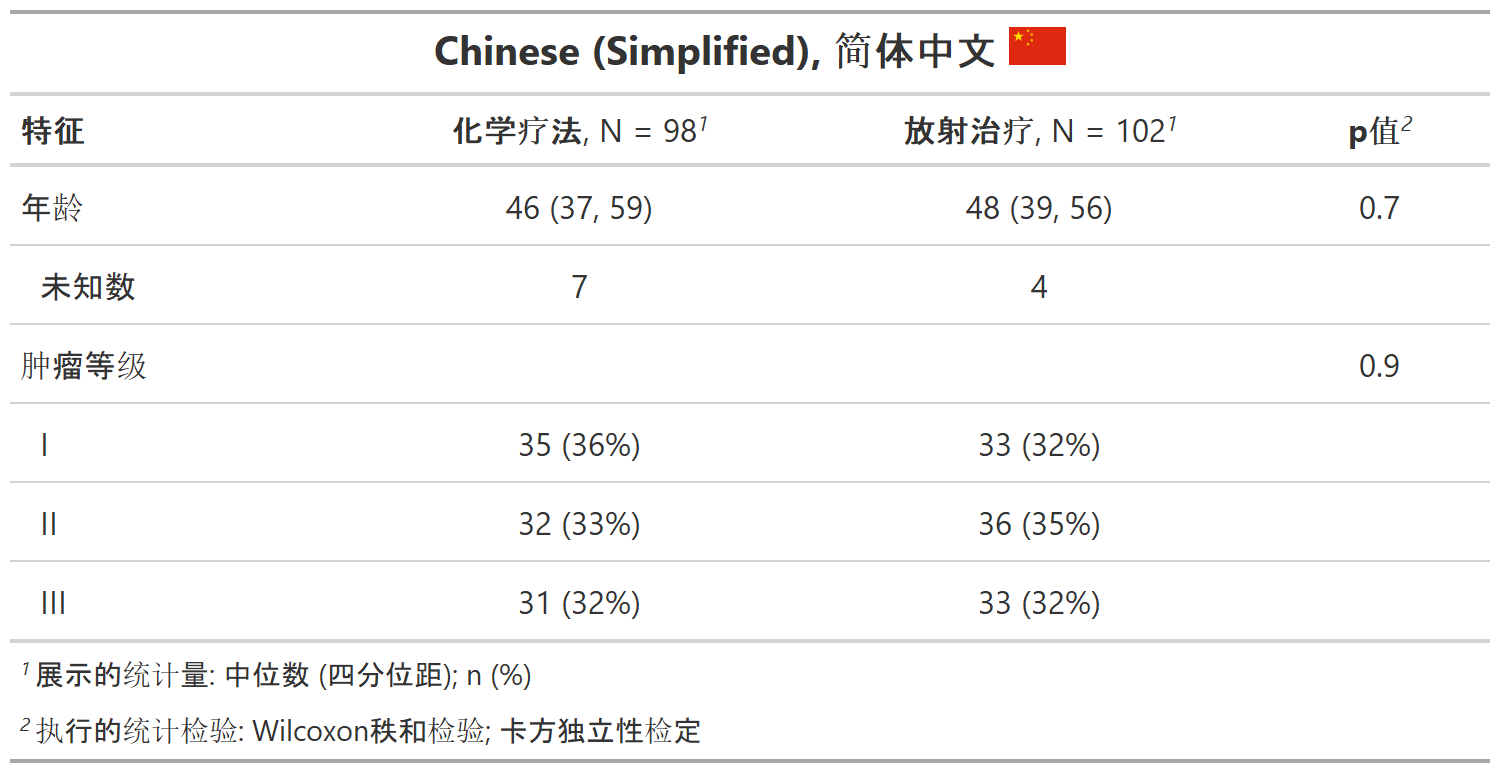 Chinese (Simplified), 简体中文
特征 化学疗法, N = 98¹ 放射治疗, N = 102¹ p值²
年龄 46 (37, 59) 48 (39, 56) 0.7
未知数 7 4
肿瘤等级 0.9
I 35 (36%) 33 (32%)
II 32 (33%) 36 (35%)
III 31 (32%) 33 (32%)
¹ 展示的统计量: 中位数 (四分位距); n (%)
² 执行的统计检验: Wilcoxon秩和检验; 卡方独立性检定